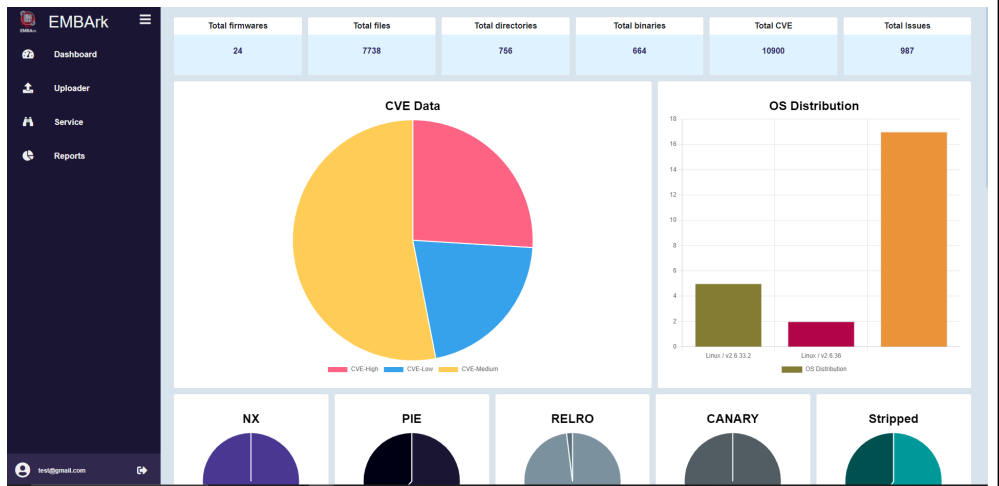 EMBArk
Dashboard
Uploader
Service
Reports
test@gmail.com
Total firmwares
24
Total files
7738
Total directories
756
Total binaries
664
Total CVE
10900
Total Issues
987
CVE Data
CVE-High CVE-Low CVE-Medium
OS Distribution
18
16
14
12
10
8
6
4
2
0
Linux / v2.6.33.2 Linux / v2.6.36
OS Distribution
NX
PIE
RELRO
CANARY
Stripped